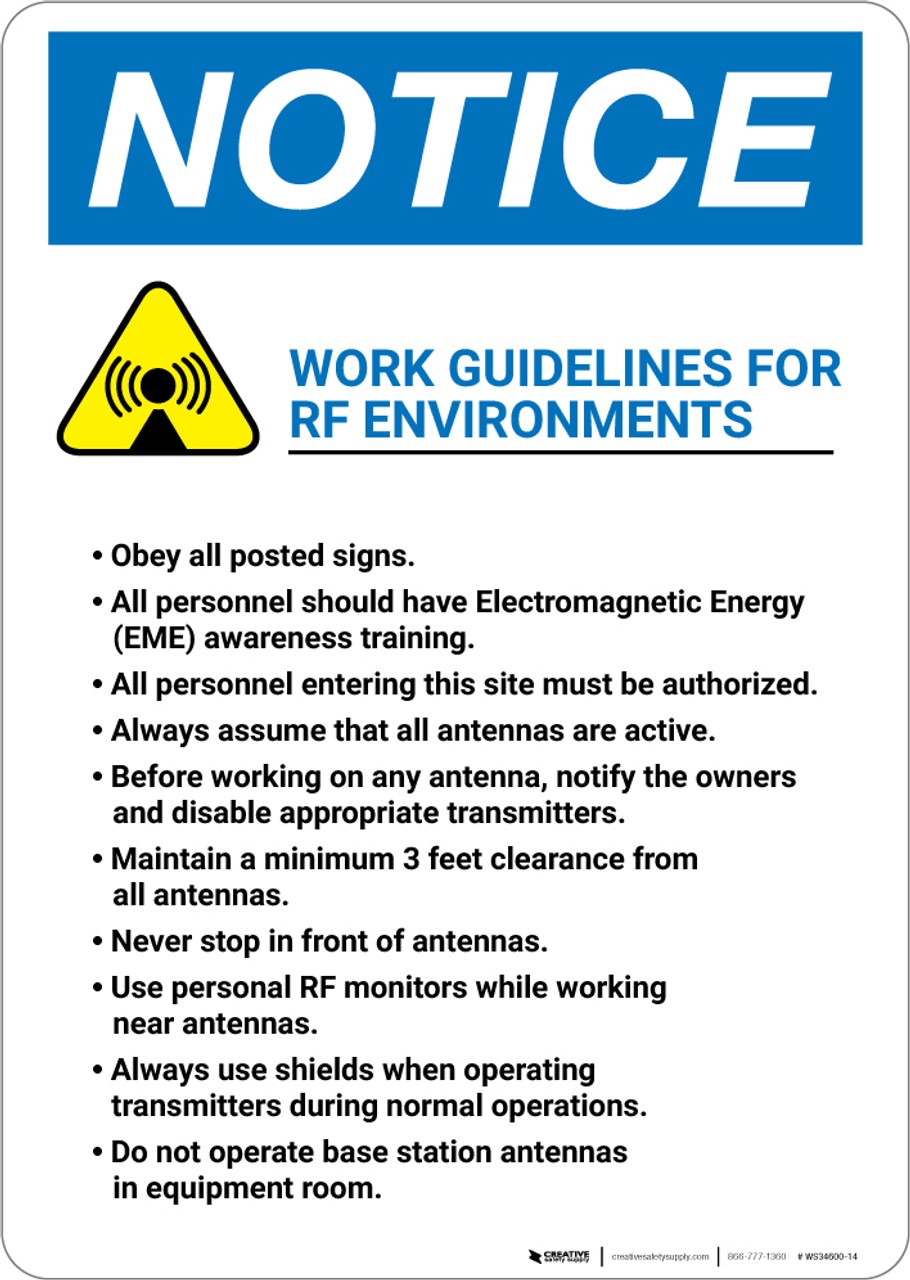 NOTICE
WORK GUIDELINES FOR
RF ENVIRONMENTS
• Obey all posted signs.
• All personnel should have Electromagnetic Energy
(EME) awareness training.
• All personnel entering this site must be authorized.
• Always assume that all antennas are active.
• Before working on any antenna, notify the owners
and disable appropriate transmitters.
• Maintain a minimum 3 feet clearance from
all antennas.
• Never stop in front of antennas.
• Use personal RF monitors while working
near antennas.
• Always use shields when operating
transmitters during normal operations.
• Do not operate base station antennas
in equipment room.
CREATIVE
safety supply
creativesafetysupply.com | 866-777-1360 # WS34600-14